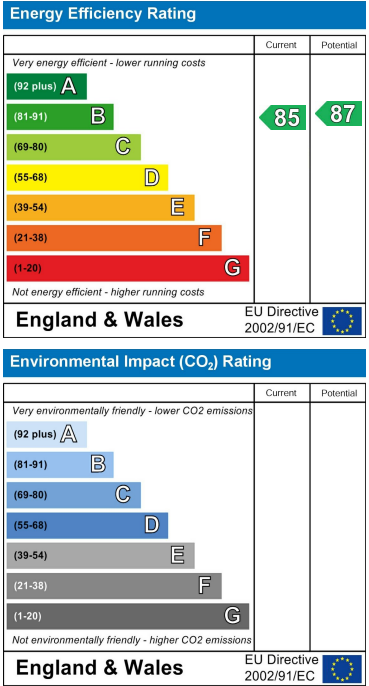 Energy Efficiency Rating
Current Potential
Very energy efficient - lower running costs
(92 plus) A
(81-91) B
85 87
(69-80) C
(55-68) D
(39-54) E
(21-38) F
(1-20) G
Not energy efficient - higher running costs
England & Wales
EU Directive
2002/91/EC
Environmental Impact (CO₂) Rating
Current Potential
Very environmentally friendly - lower CO2 emissions
(92 plus) A
(81-91) B
(69-80) C
(55-68) D
(39-54) E
(21-38) F
(1-20) G
Not environmentally friendly - higher CO2 emissions
England & Wales
EU Directive
2002/91/EC